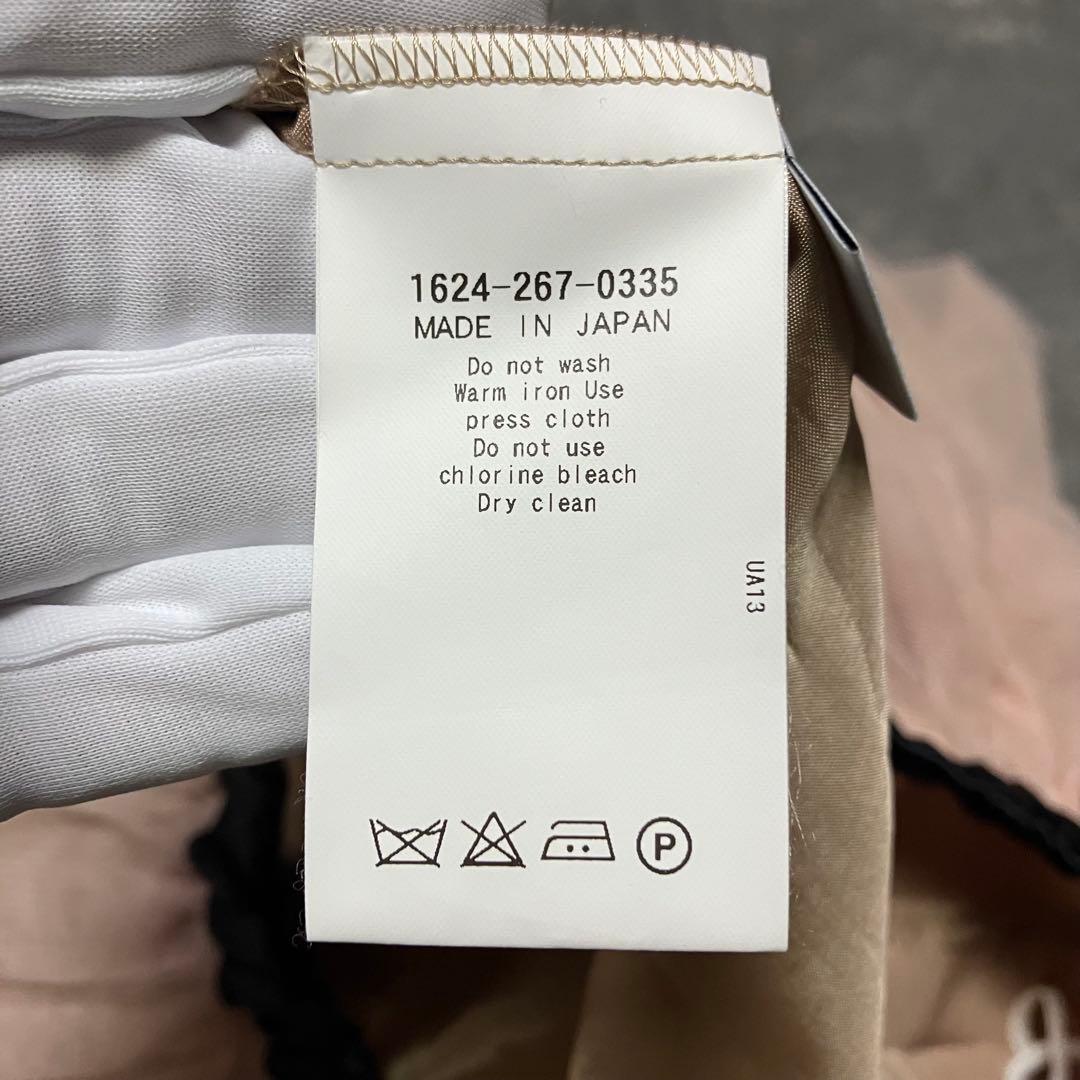 1624-267-0335
MADE IN JAPAN
Do not wash
Warm iron Use
press cloth
Do not use
chlorine bleach
Dry clean
UA13
P